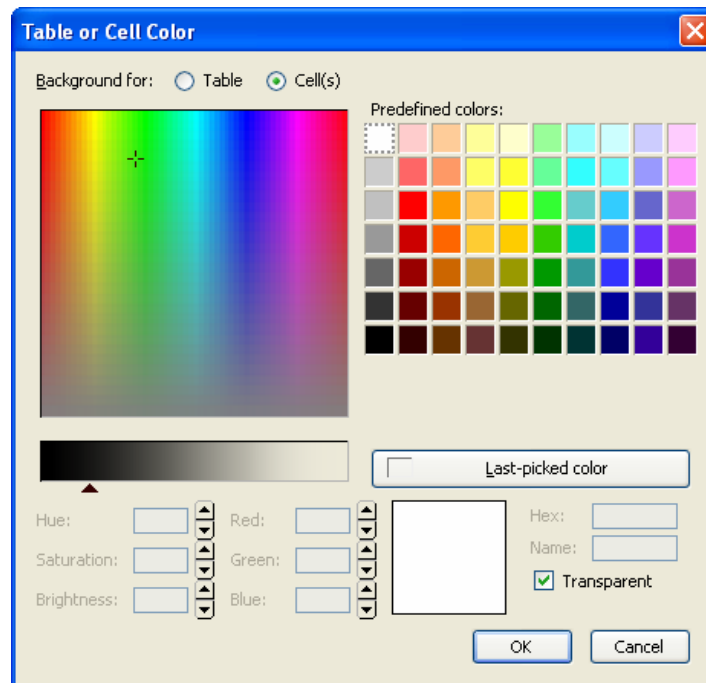 Table or Cell Color
Background for: Table Cell(s)
Predefined colors:
Last-picked color
Hue: Red: Hex:
Saturation: Green: Name:
Brightness: Blue: Transparent
OK Cancel